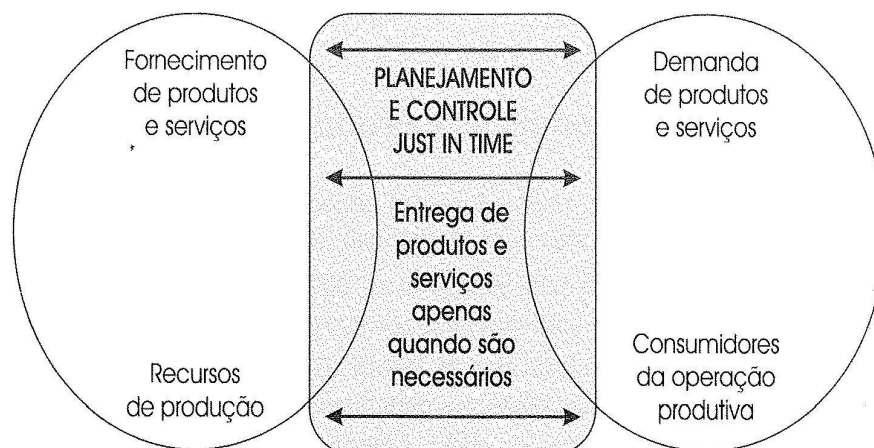 Fornecimento
de produtos
e serviços
Recursos
de produção
PLANEJAMENTO
E CONTROLE
JUST IN TIME
Entrega de
produtos e
serviços
apenas
quando são
necessários
Demanda
de produtos
e serviços
Consumidores
da operação
produtiva